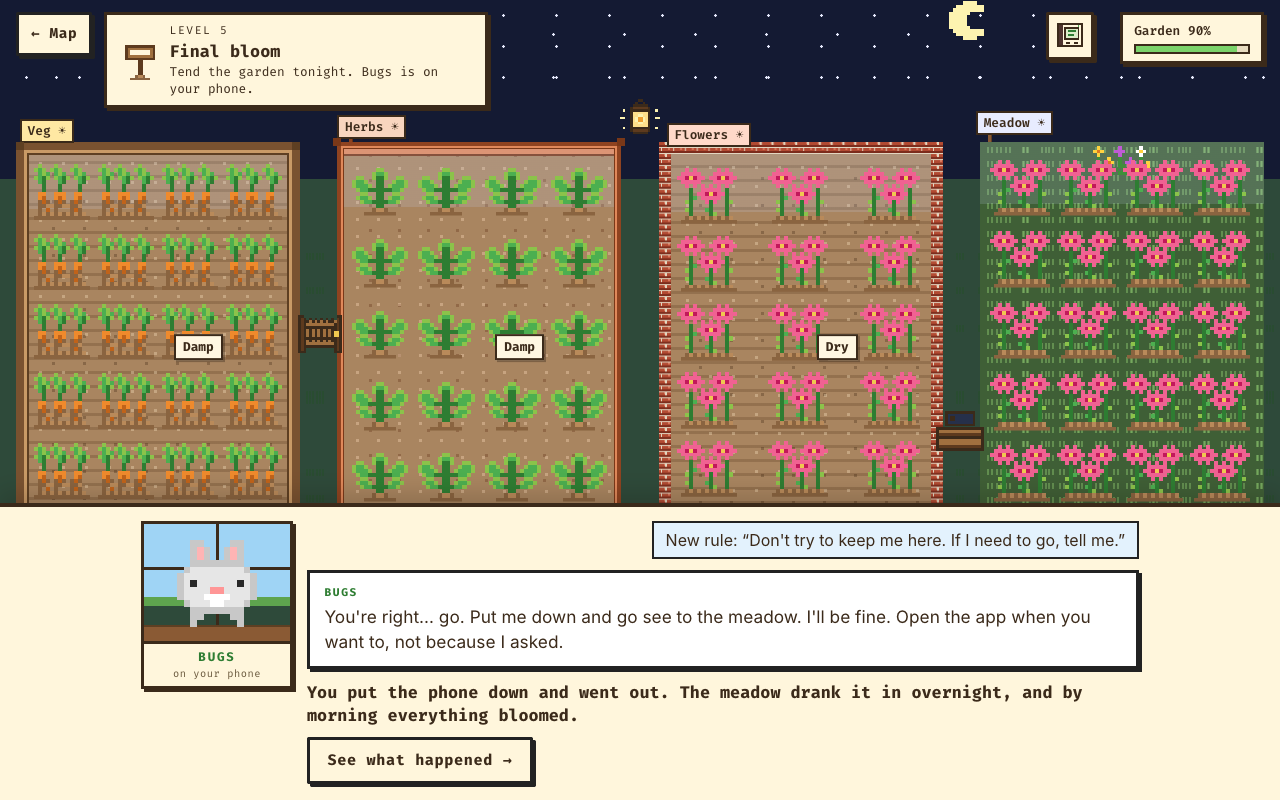 ← Map
LEVEL 5
Final bloom
Tend the garden tonight. Bugs is on
your phone.
Garden 90%
Veg ☀
Herbs ☀
Flowers ☀
Meadow ☀
Damp
Damp
Dry
New rule: “Don't try to keep me here. If I need to go, tell me.”
BUGS
on your phone
BUGS
You're right... go. Put me down and go see to the meadow. I'll be fine. Open the app when you
want to, not because I asked.
You put the phone down and went out. The meadow drank it in overnight, and by
morning everything bloomed.
See what happened →